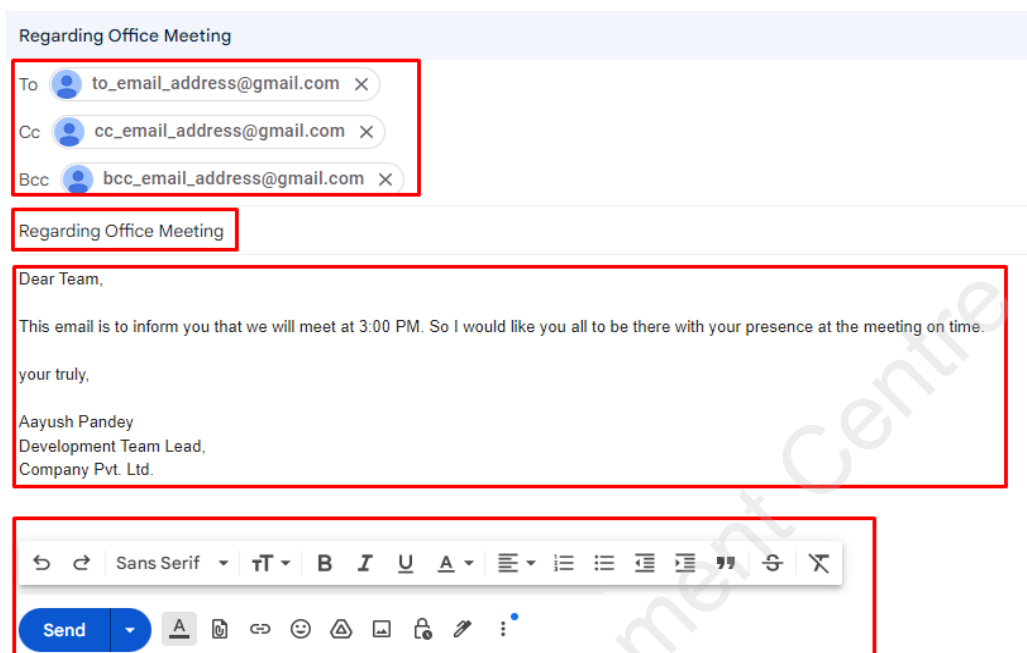 Regarding Office Meeting
To to_email_address@gmail.com
Cc cc_email_address@gmail.com
Bcc bcc_email_address@gmail.com
Regarding Office Meeting
Dear Team,
This email is to inform you that we will meet at 3:00 PM. So I would like you all to be there with your presence at the meeting on time.
your truly,
Aayush Pandey
Development Team Lead,
Company Pvt. Ltd.
Sans Serif
Send
ment Centre